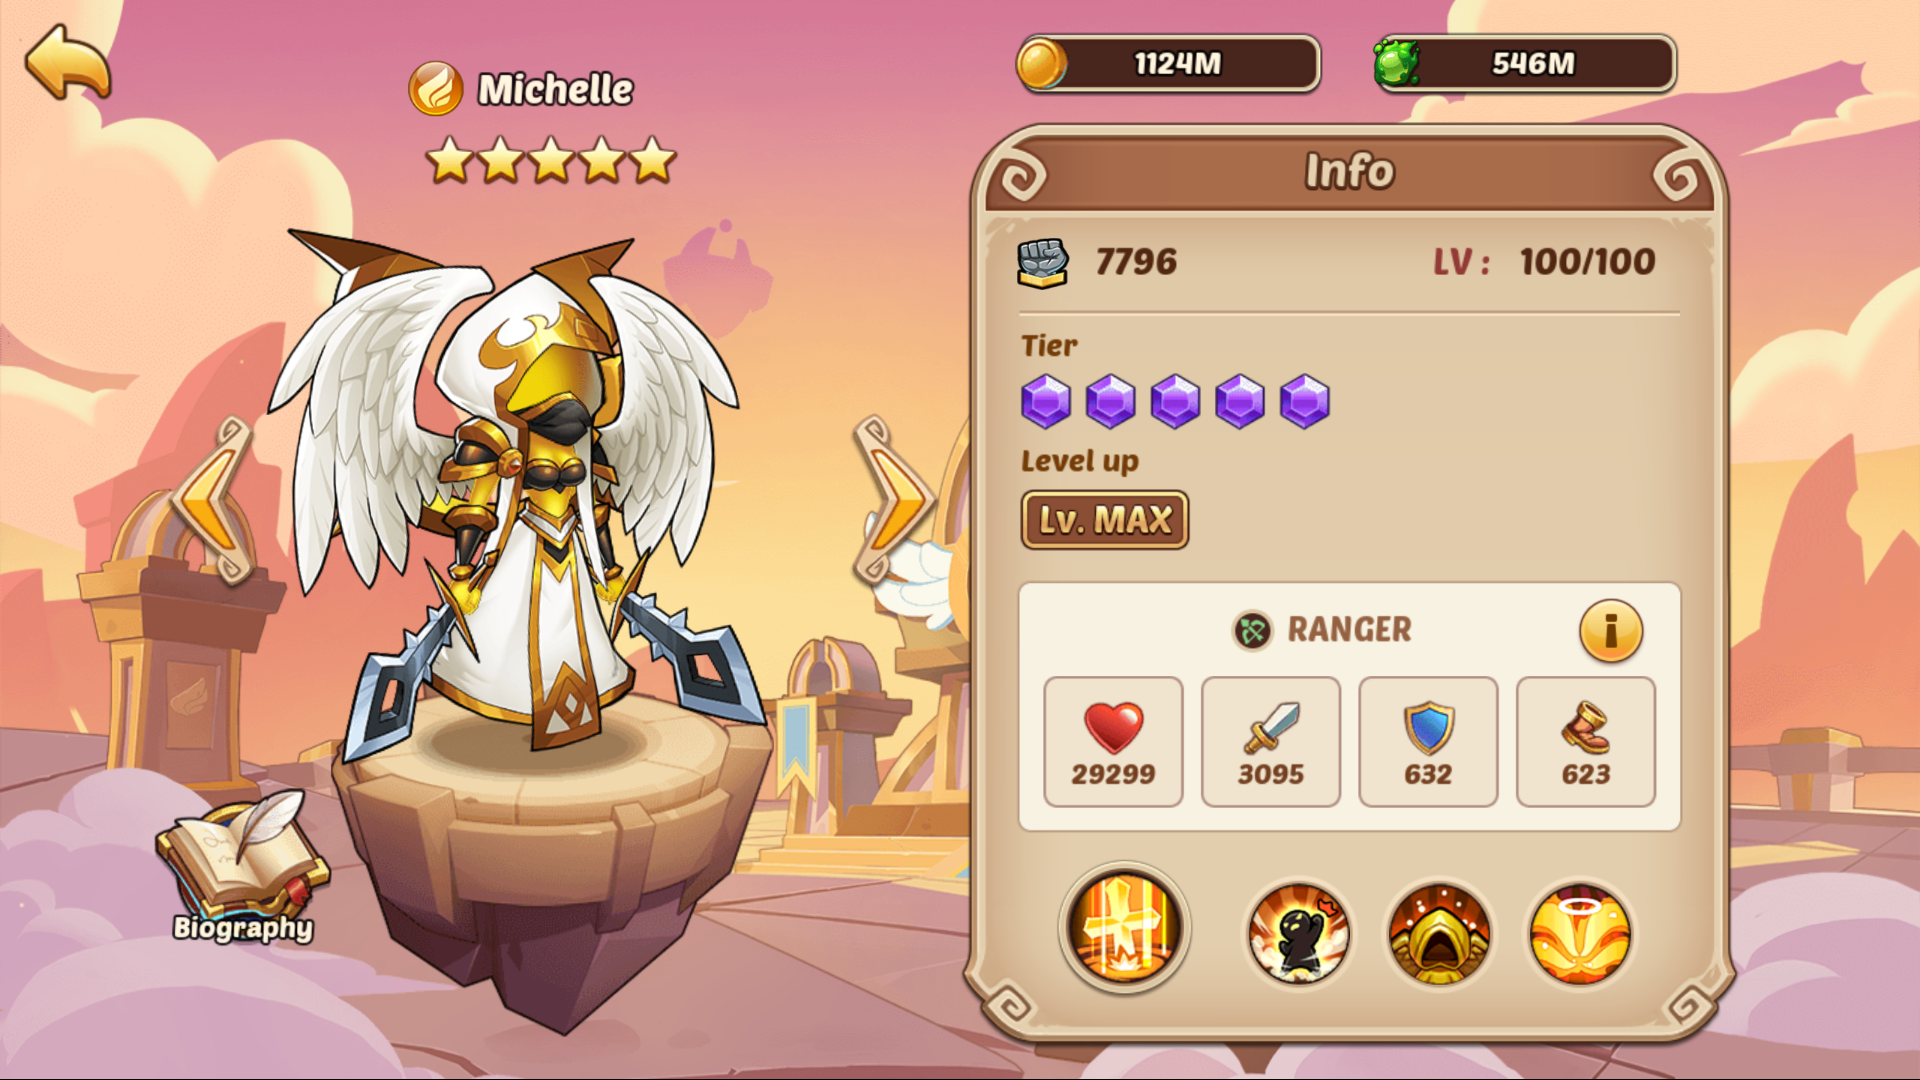 Michelle
1124M
546M
Info
7796
LV : 100/100
Tier
Level up
Lv. MAX
RANGER
29299
3095
632
623
Biography